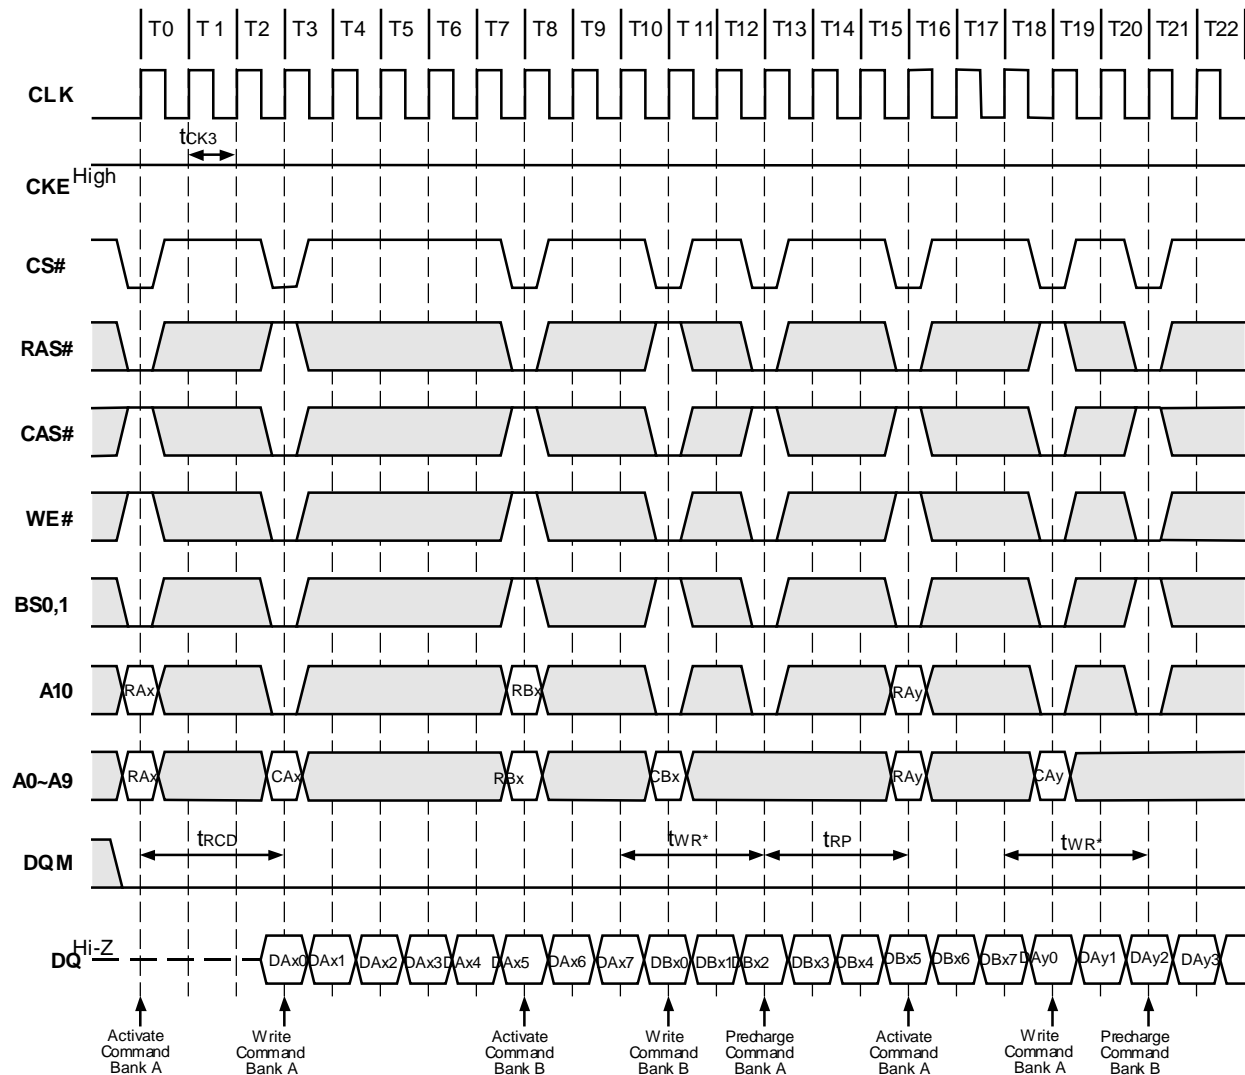 T0 T1 T2 T3 T4 T5 T6 T7 T8 T9 T10 T11 T12 T13 T14 T15 T16 T17 T18 T19 T20 T21 T22
CLK
tCK3
CKE High
CS#
RAS#
CAS#
WE#
BS0,1
A10 RAx RBx RAy
A0~A9 RAx CAx RBx CBx RAy CAy
tRCD tWR* tRP tWR*
DQM
Hi-Z
DQ DAx0 DAx1 DAx2 DAx3 DAx4 DAx5 DAx6 DAx7 DBx0 DBx1 DBx2 DBx3 DBx4 DBx5 DBx6 DBx7 DAy0 DAy1 DAy2 DAy3
Activate Write Activate Write Precharge Activate Write Precharge
Command Command Command Command Command Command Command Command
Bank A Bank A Bank B Bank B Bank A Bank A Bank A Bank B